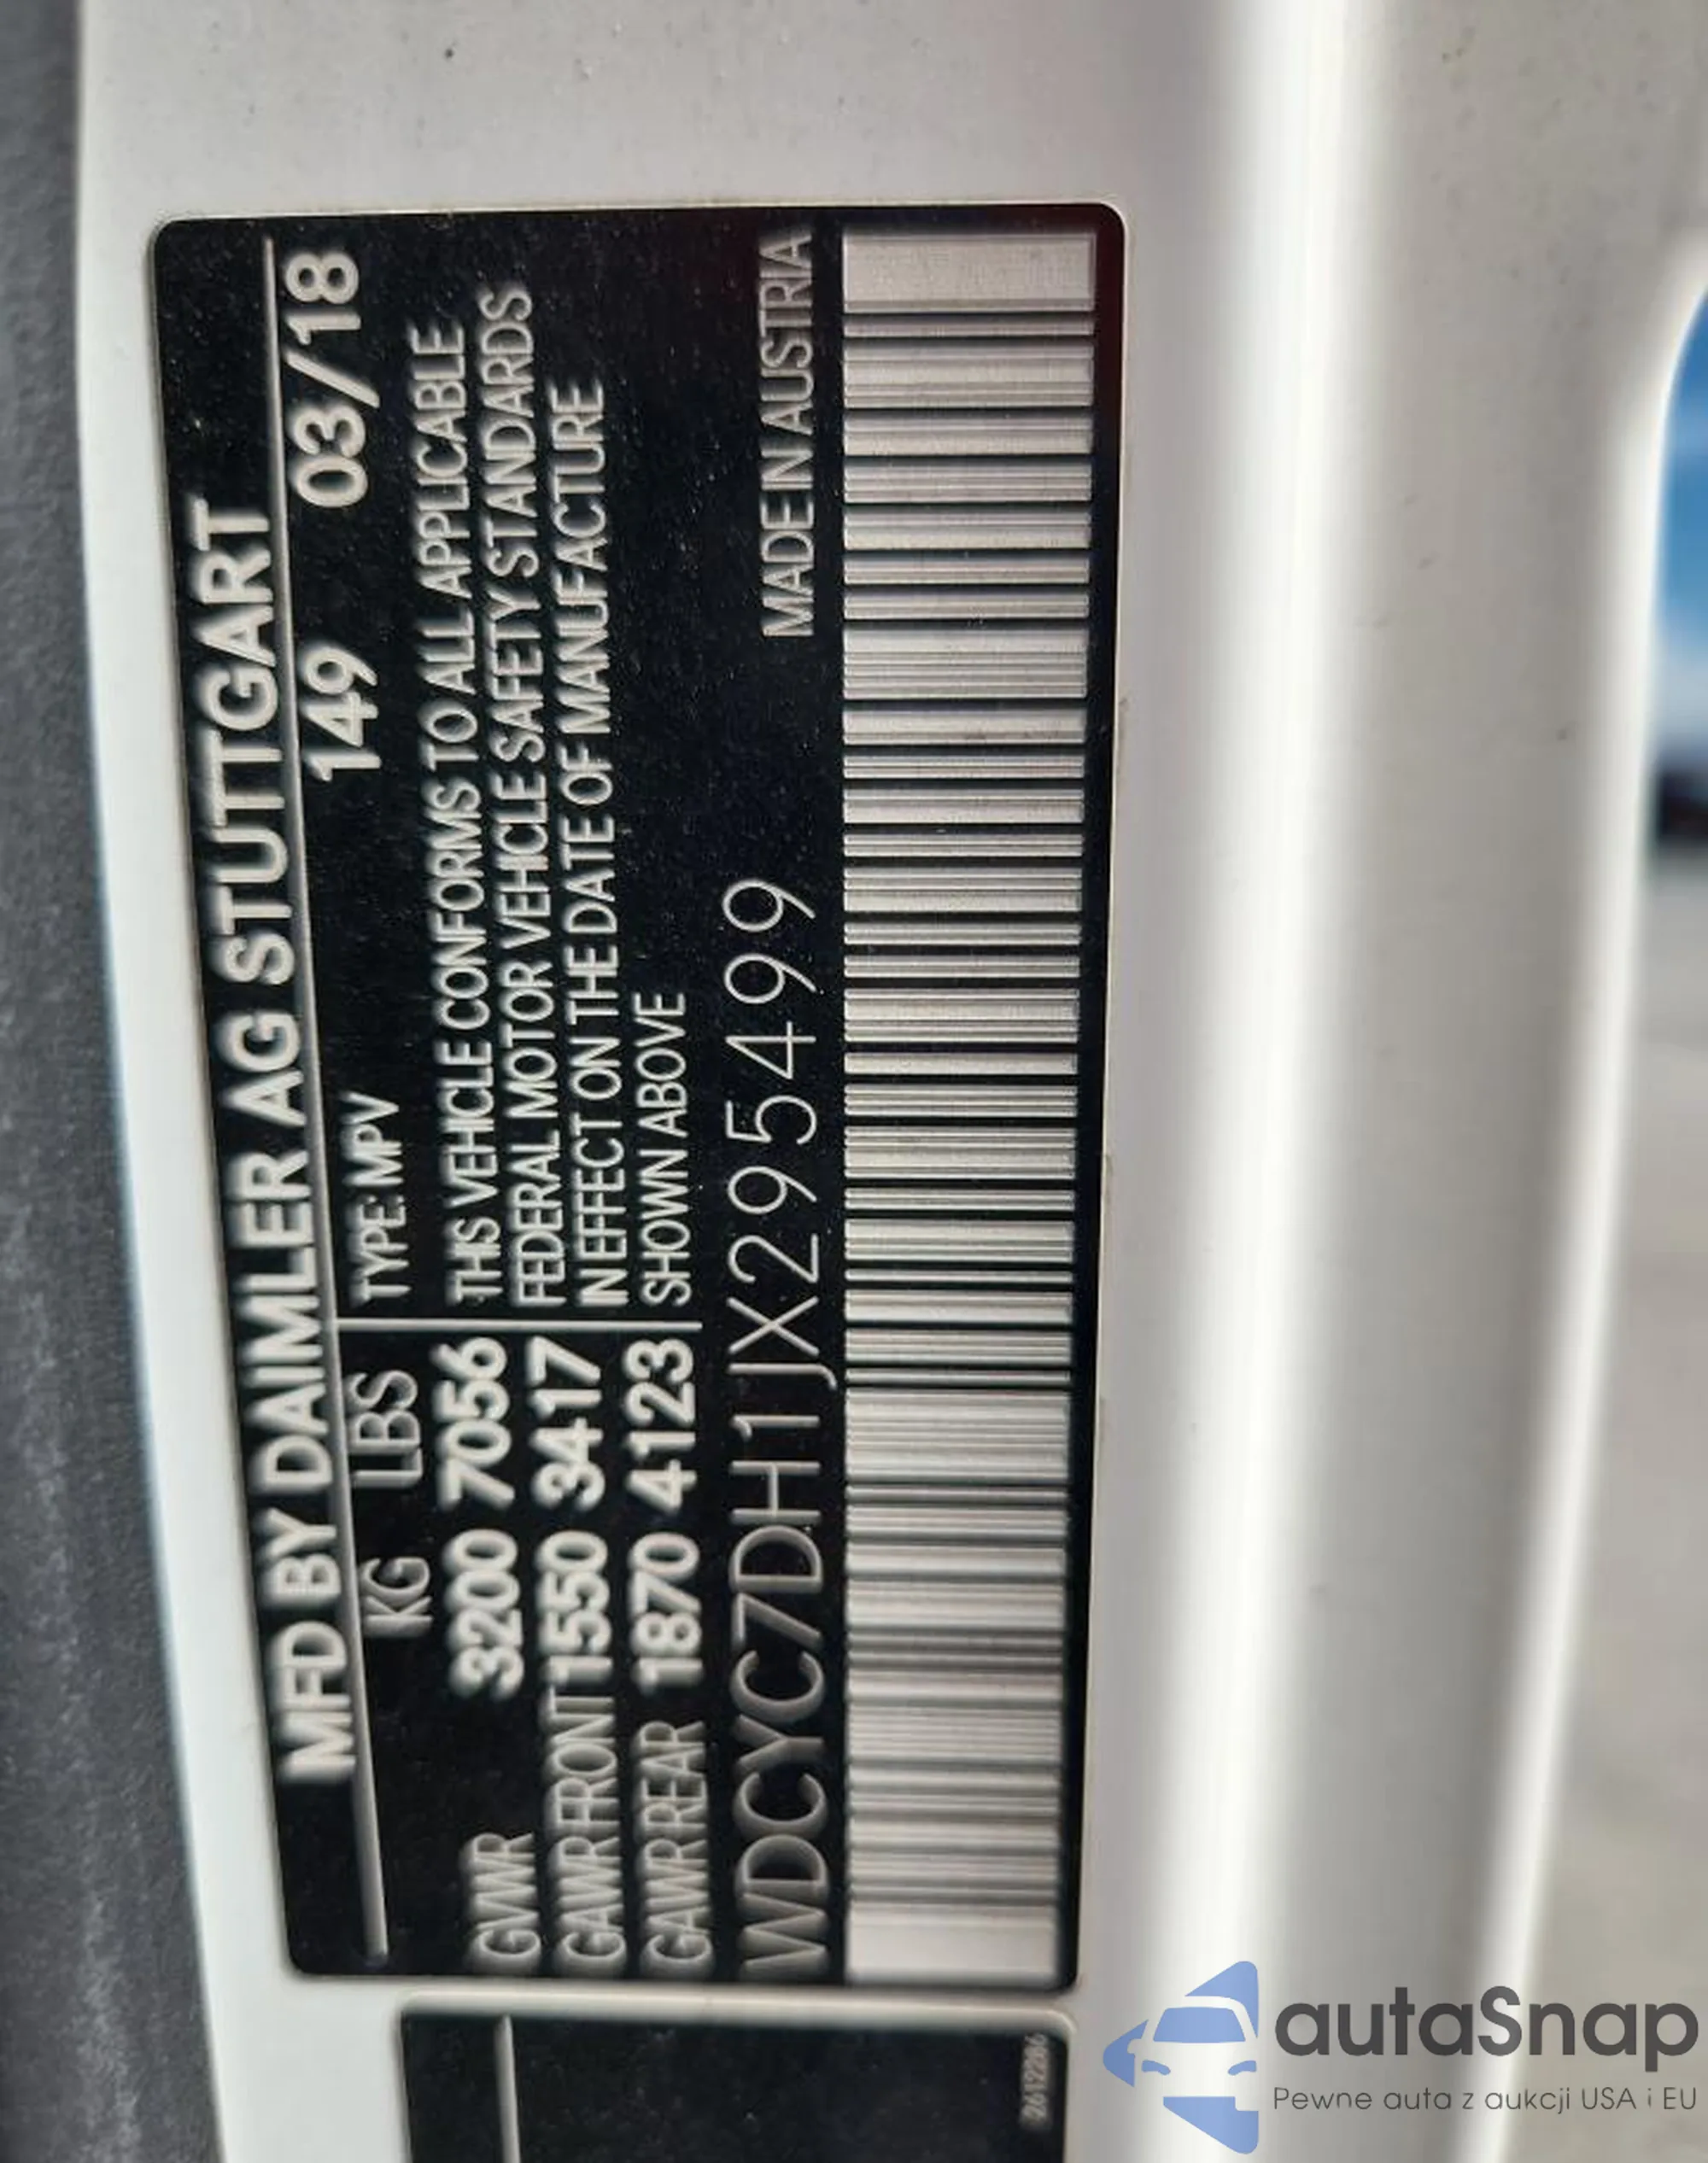 MFD BY DAIMLER AG STUTTGART
KG LBS TYPE: MPV 149 03/18
GVWR 3200 7056 THIS VEHICLE CONFORMS TO ALL APPLICABLE
GAWR FRONT 1550 3417 FEDERAL MOTOR VEHICLE SAFETY STANDARDS
GAWR REAR 1870 4123 IN EFFECT ON THE DATE OF MANUFACTURE
SHOWN ABOVE
WDCYC7DH1JX295499 MADE IN AUSTRIA
autaSnap
Pewne auta z aukcji USA i EU